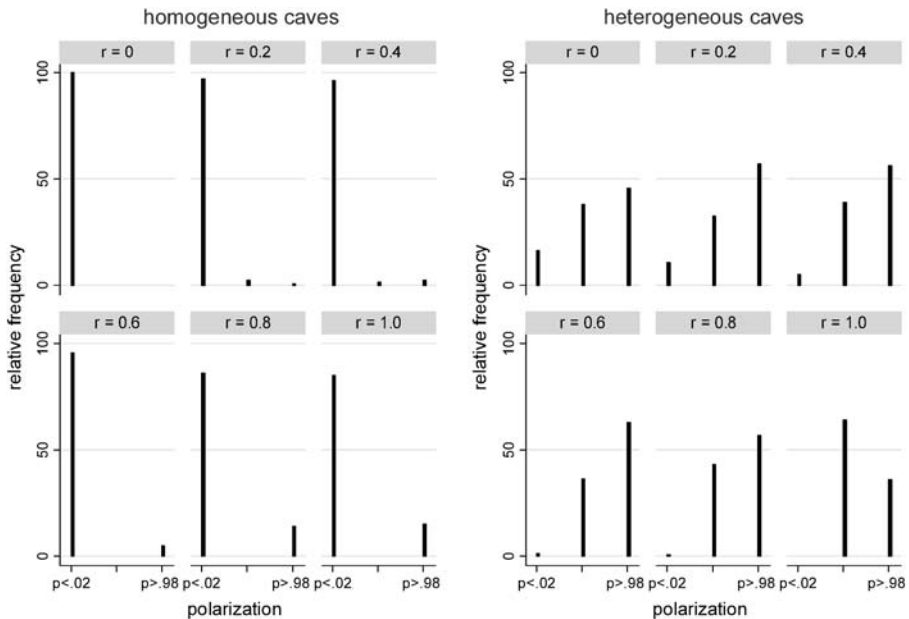 homogeneous caves
heterogeneous caves
r = 0
r = 0.2
r = 0.4
r = 0
r = 0.2
r = 0.4
100
50
0
100
50
0
relative frequency
relative frequency
r = 0.6
r = 0.8
r = 1.0
r = 0.6
r = 0.8
r = 1.0
100
50
0
100
50
0
p<.02
p>.98
p<.02
p>.98
p<.02
p>.98
p<.02
p>.98
p<.02
p>.98
p<.02
p>.98
polarization
polarization